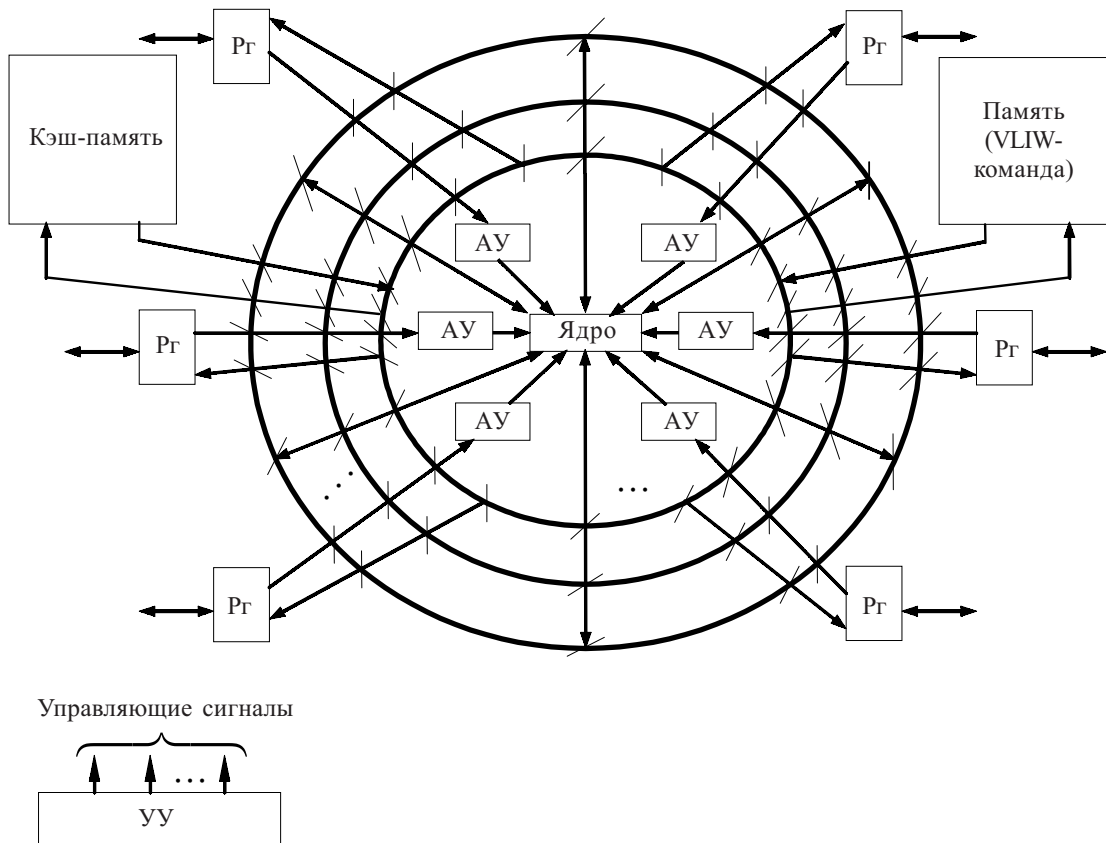 Рг
Рг
Кэш-память
Память
(VLIW-
команда)
АУ
АУ
Рг
АУ
Ядро
АУ
Рг
АУ
АУ
...
...
Рг
Рг
Управляющие сигналы
...
УУ